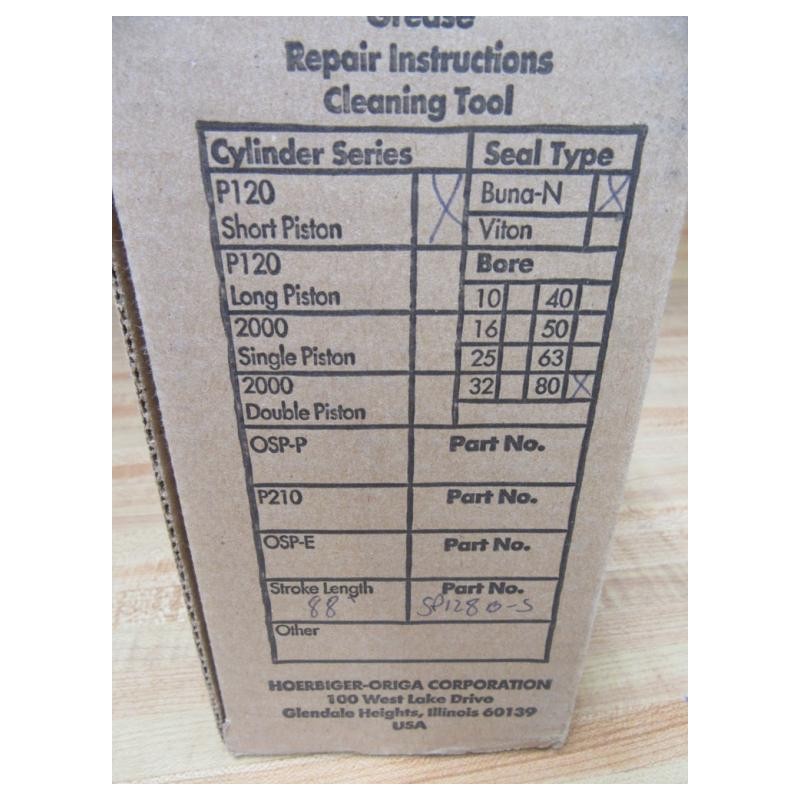 Grease
Repair Instructions
Cleaning Tool
Cylinder Series
Seal Type
P120
Short Piston
X
Buna-N X
Viton
P120
Long Piston
Bore
10 40
16 50
25 63
32 80 X
2000
Single Piston
2000
Double Piston
OSP-P
Part No.
P210
Part No.
OSP-E
Part No.
Stroke Length
88"
Part No.
SP1280-S
Other
HOERBIGER-ORIGA CORPORATION
100 West Lake Drive
Glendale Heights, Illinois 60139
USA